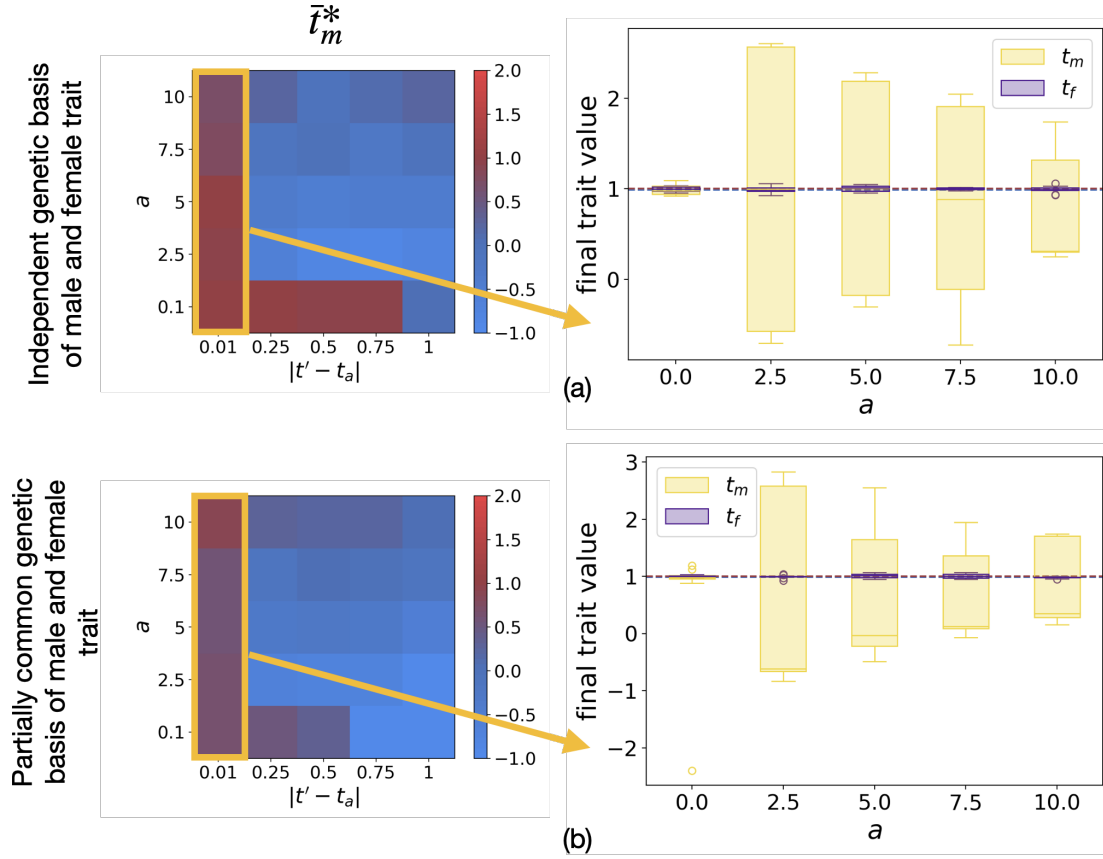 t̄*m
Independent genetic basis
of male and female trait
a
10
7.5
5
2.5
0.1
0.01 0.25 0.5 0.75 1
|t′ − ta|
2.0
1.5
1.0
0.5
0.0
−0.5
−1.0
final trait value
2
1
0
tm
tf
0.0 2.5 5.0 7.5 10.0
a
(a)
Partially common genetic
basis of male and female
trait
a
10
7.5
5
2.5
0.1
0.01 0.25 0.5 0.75 1
|t′ − ta|
2.0
1.5
1.0
0.5
0.0
−0.5
−1.0
final trait value
3
2
1
0
−1
−2
tm
tf
0.0 2.5 5.0 7.5 10.0
a
(b)